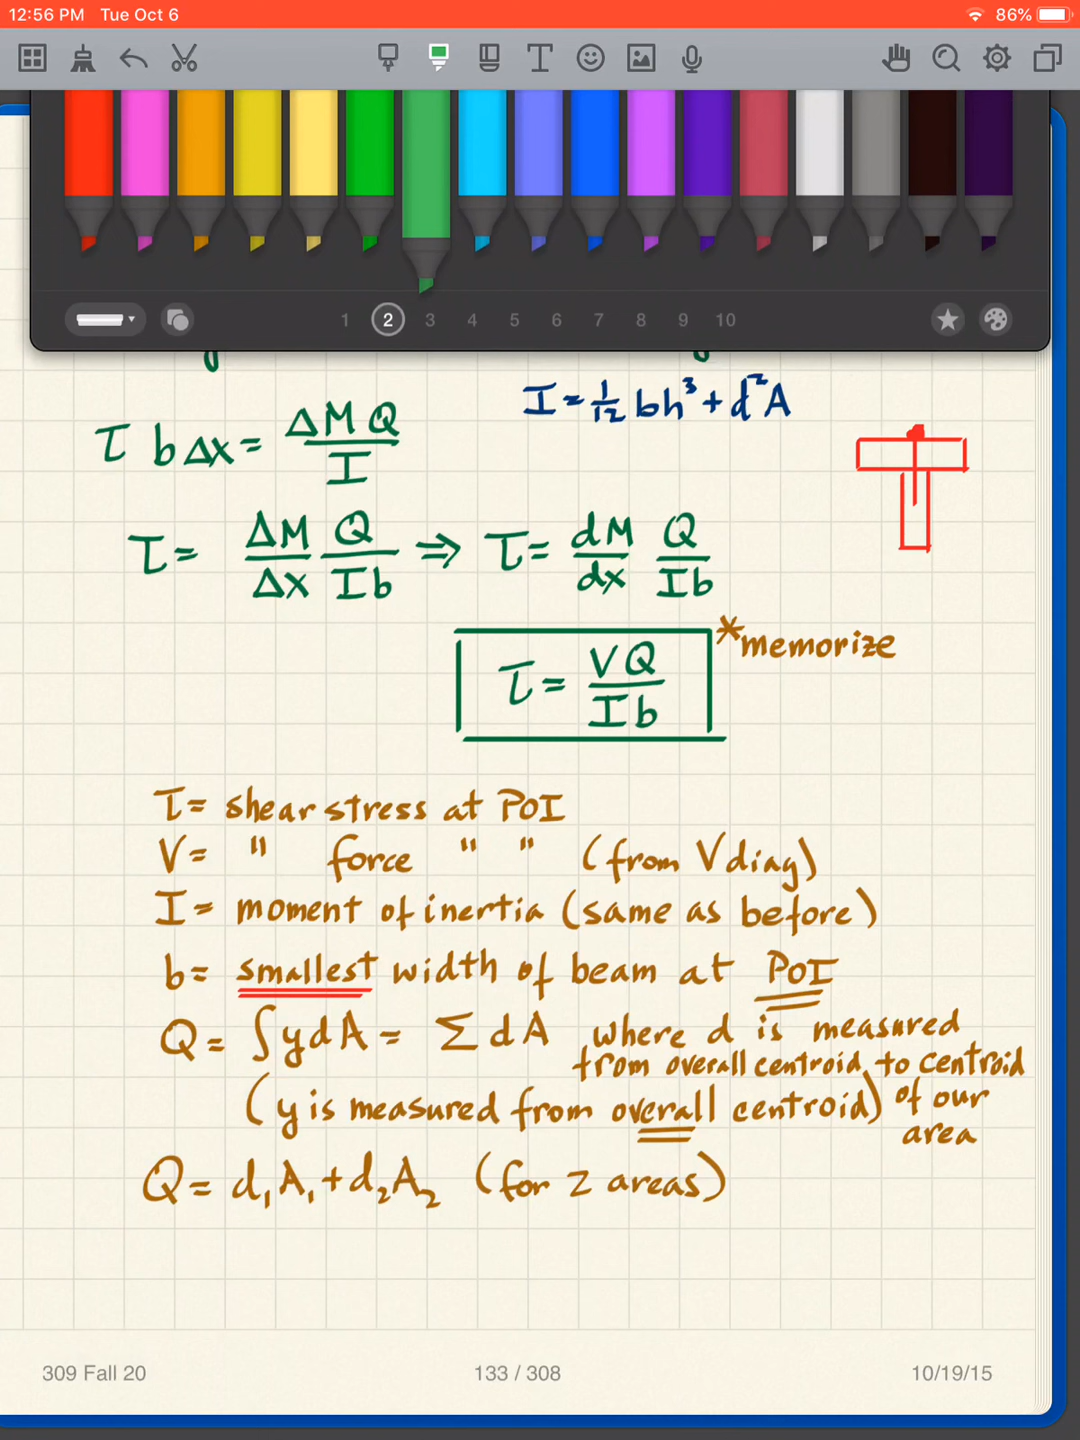 12:56 PM Tue Oct 6 86%
1 2 3 4 5 6 7 8 9 10
I = 1/12 bh³ + d²A
τ b Δx = ΔM Q / I
τ = ΔM/Δx Q/Ib ⇒ τ = dM/dx Q/Ib
*memorize
τ = VQ/Ib
τ = shear stress at POI
V = " force " " (from V diag)
I = moment of inertia (same as before)
b = smallest width of beam at POI
Q = ∫ydA = Σ d A, where d is measured
from overall centroid to centroid
(y is measured from overall centroid) of our
area
Q = d₁A₁ + d₂A₂ (for 2 areas)
309 Fall 20 133 / 308 10/19/15